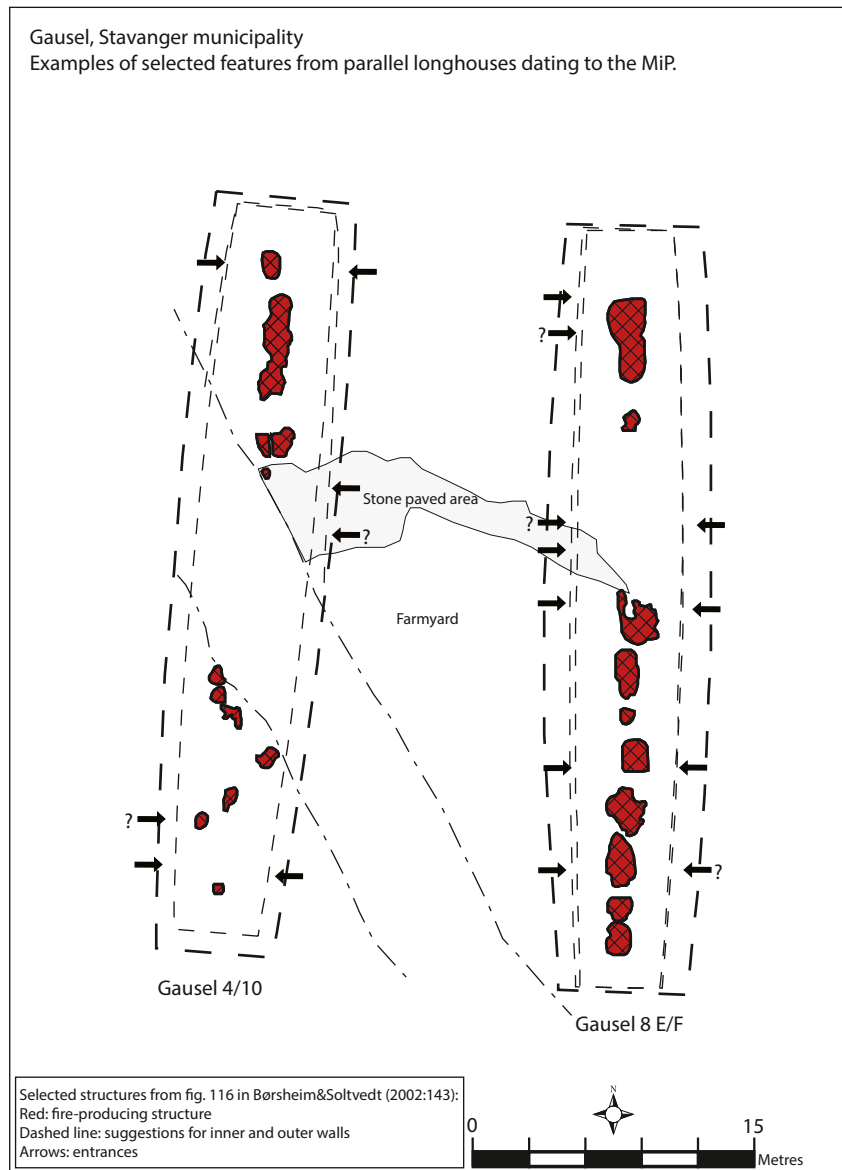 Gausel, Stavanger municipality
Examples of selected features from parallel longhouses dating to the MiP.
?
Stone paved area
?
?
Farmyard
?
?
Gausel 4/10
Gausel 8 E/F
Selected structures from fig. 116 in Børsheim&Soltvedt (2002:143):
Red: fire-producing structure
Dashed line: suggestions for inner and outer walls
Arrows: entrances
N
0 15
Metres